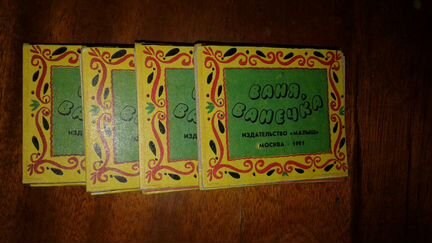 ВАНЯ,
ВАНЕЧКА
ИЗДАТЕЛЬСТВО «МАЛЫШ»
МОСКВА · 1991